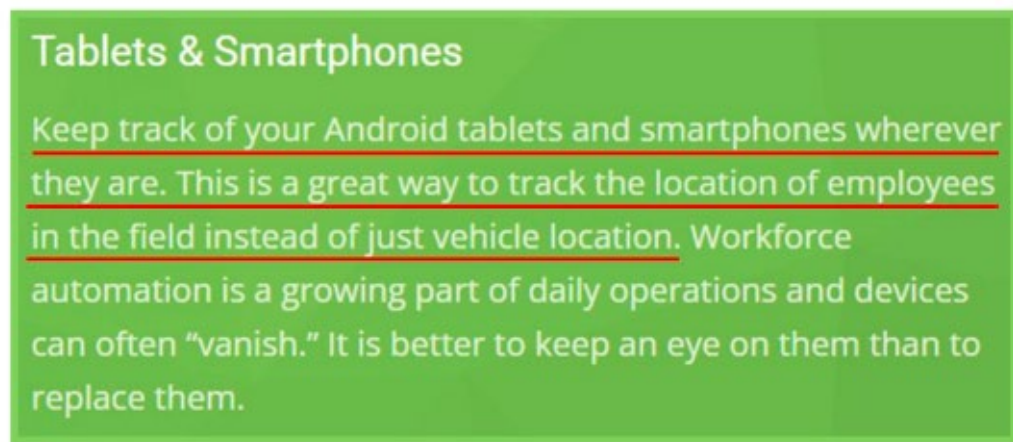 Tablets & Smartphones
Keep track of your Android tablets and smartphones wherever
they are. This is a great way to track the location of employees
in the field instead of just vehicle location. Workforce
automation is a growing part of daily operations and devices
can often “vanish.” It is better to keep an eye on them than to
replace them.